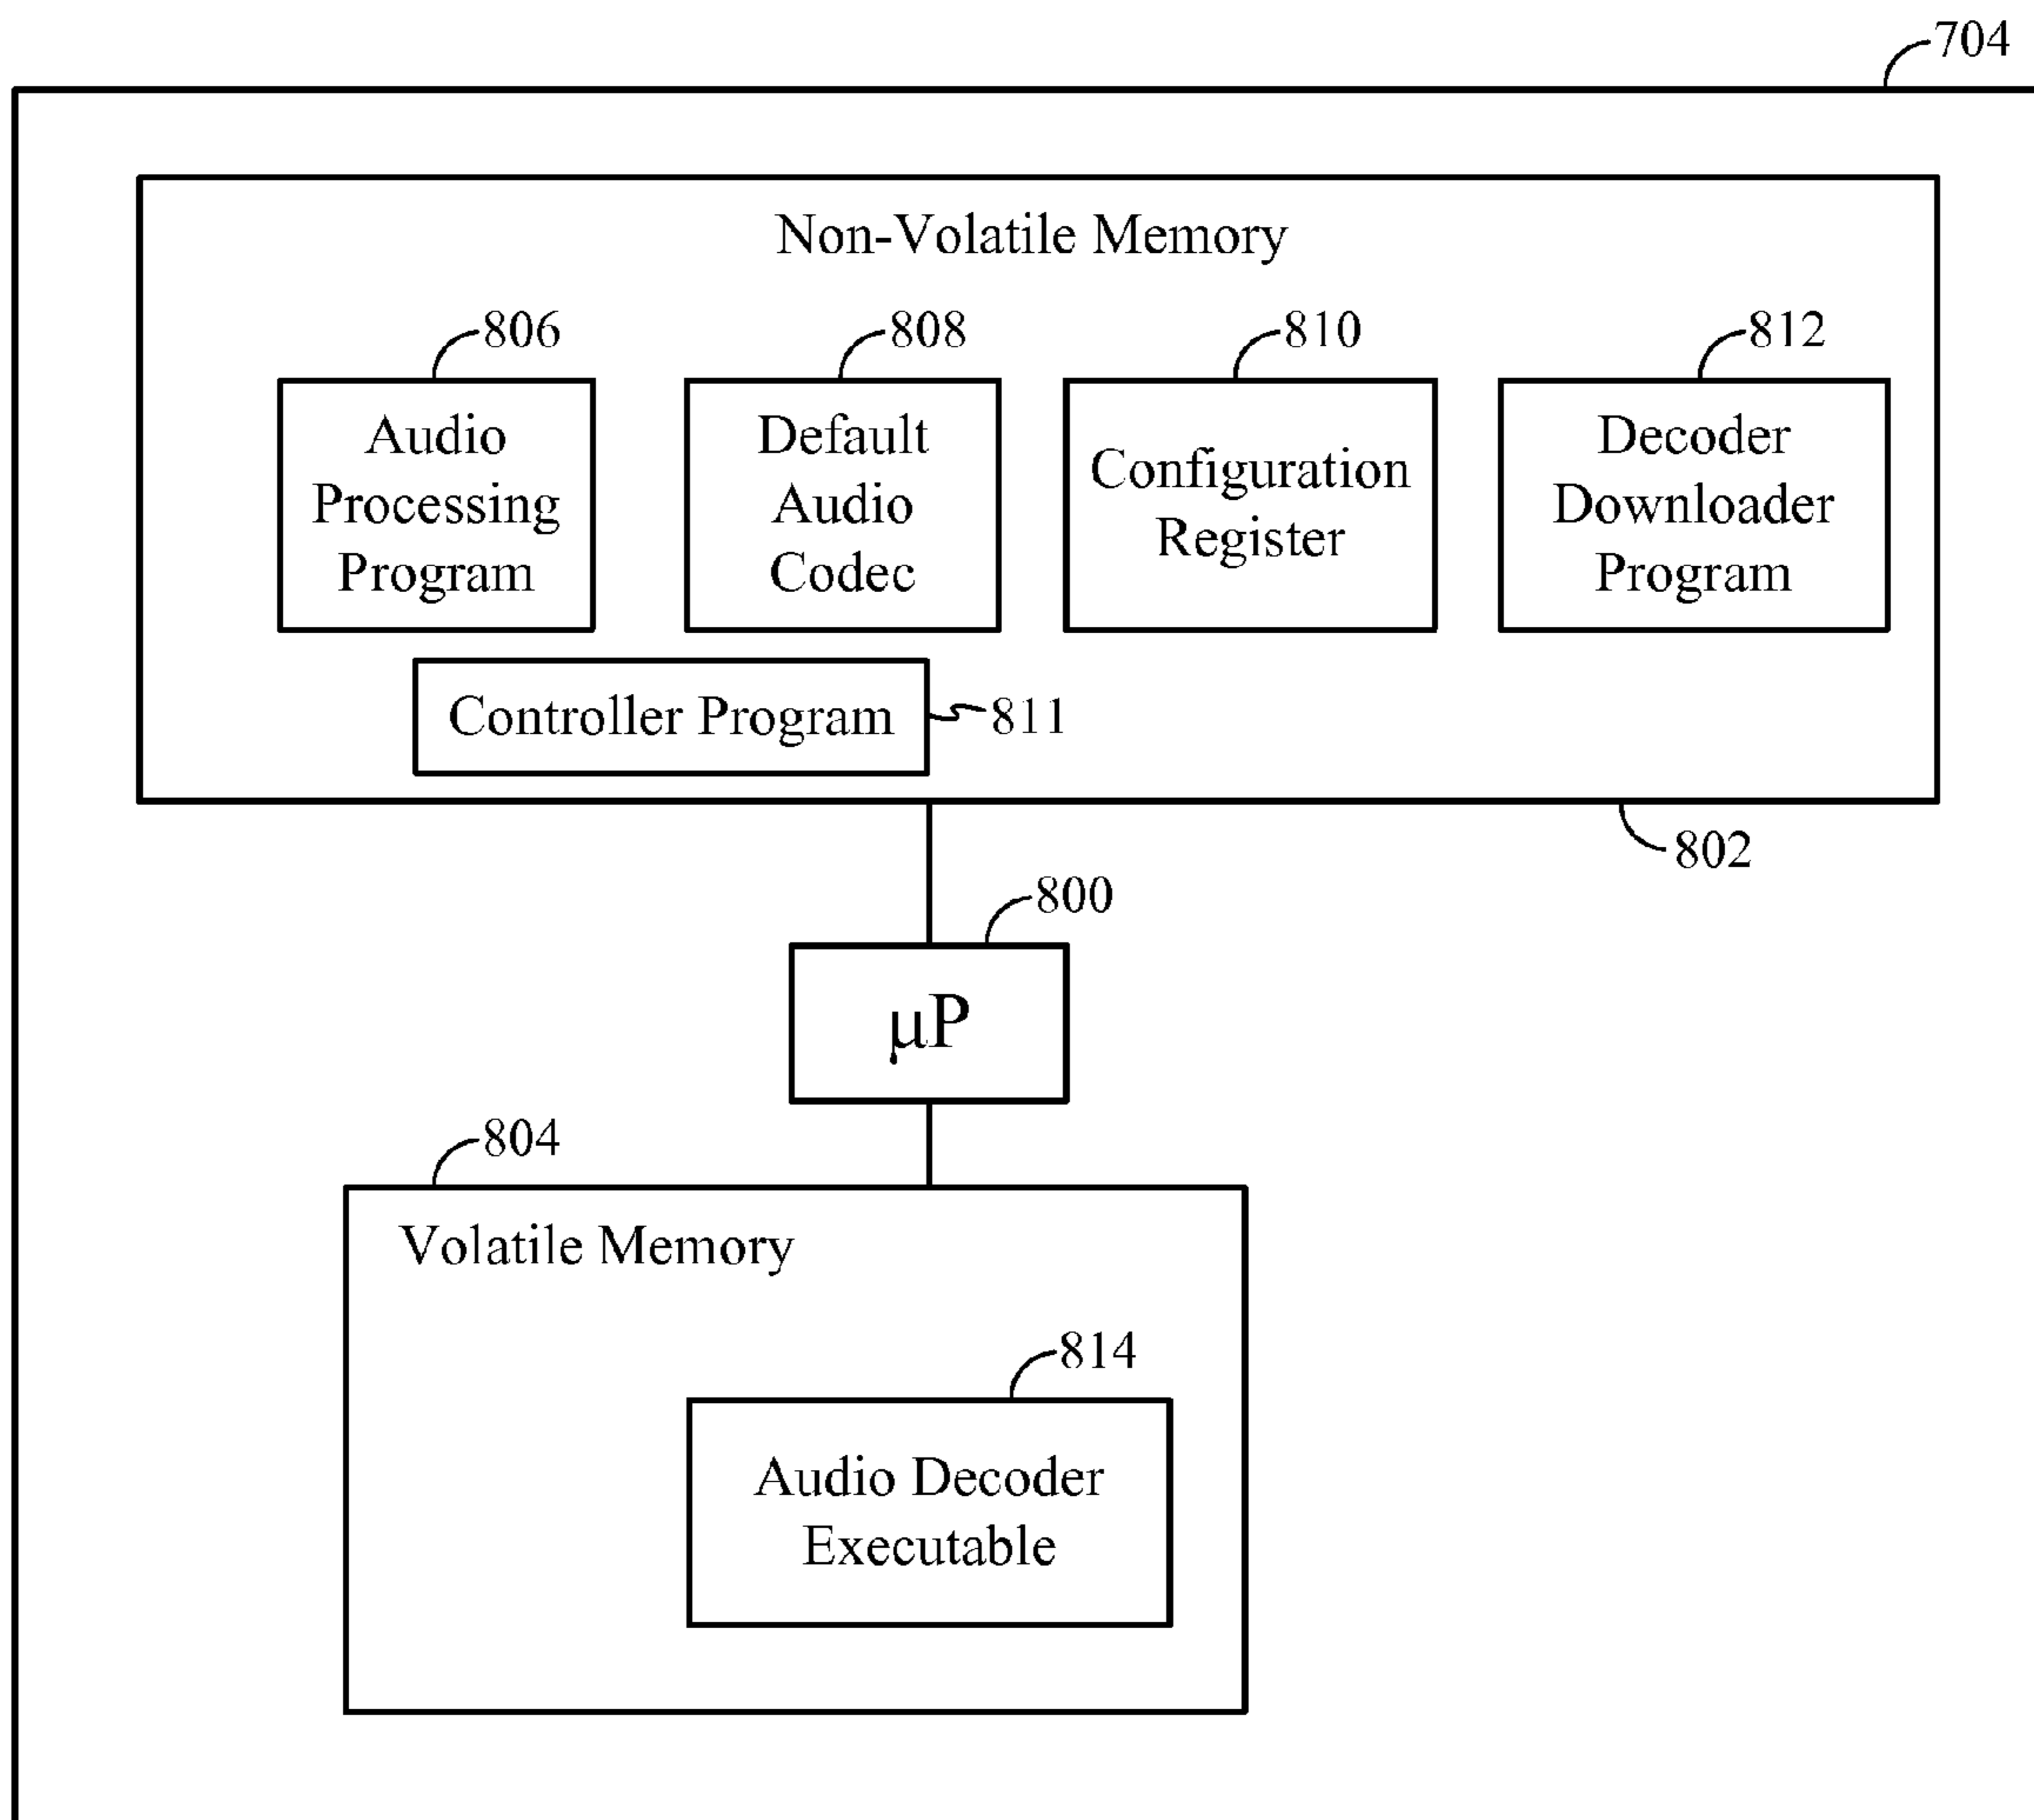 704
Non-Volatile Memory
806
808
810
812
Audio
Processing
Program
Default
Audio
Codec
Configuration
Register
Decoder
Downloader
Program
Controller Program
811
802
800
μP
804
Volatile Memory
814
Audio Decoder
Executable